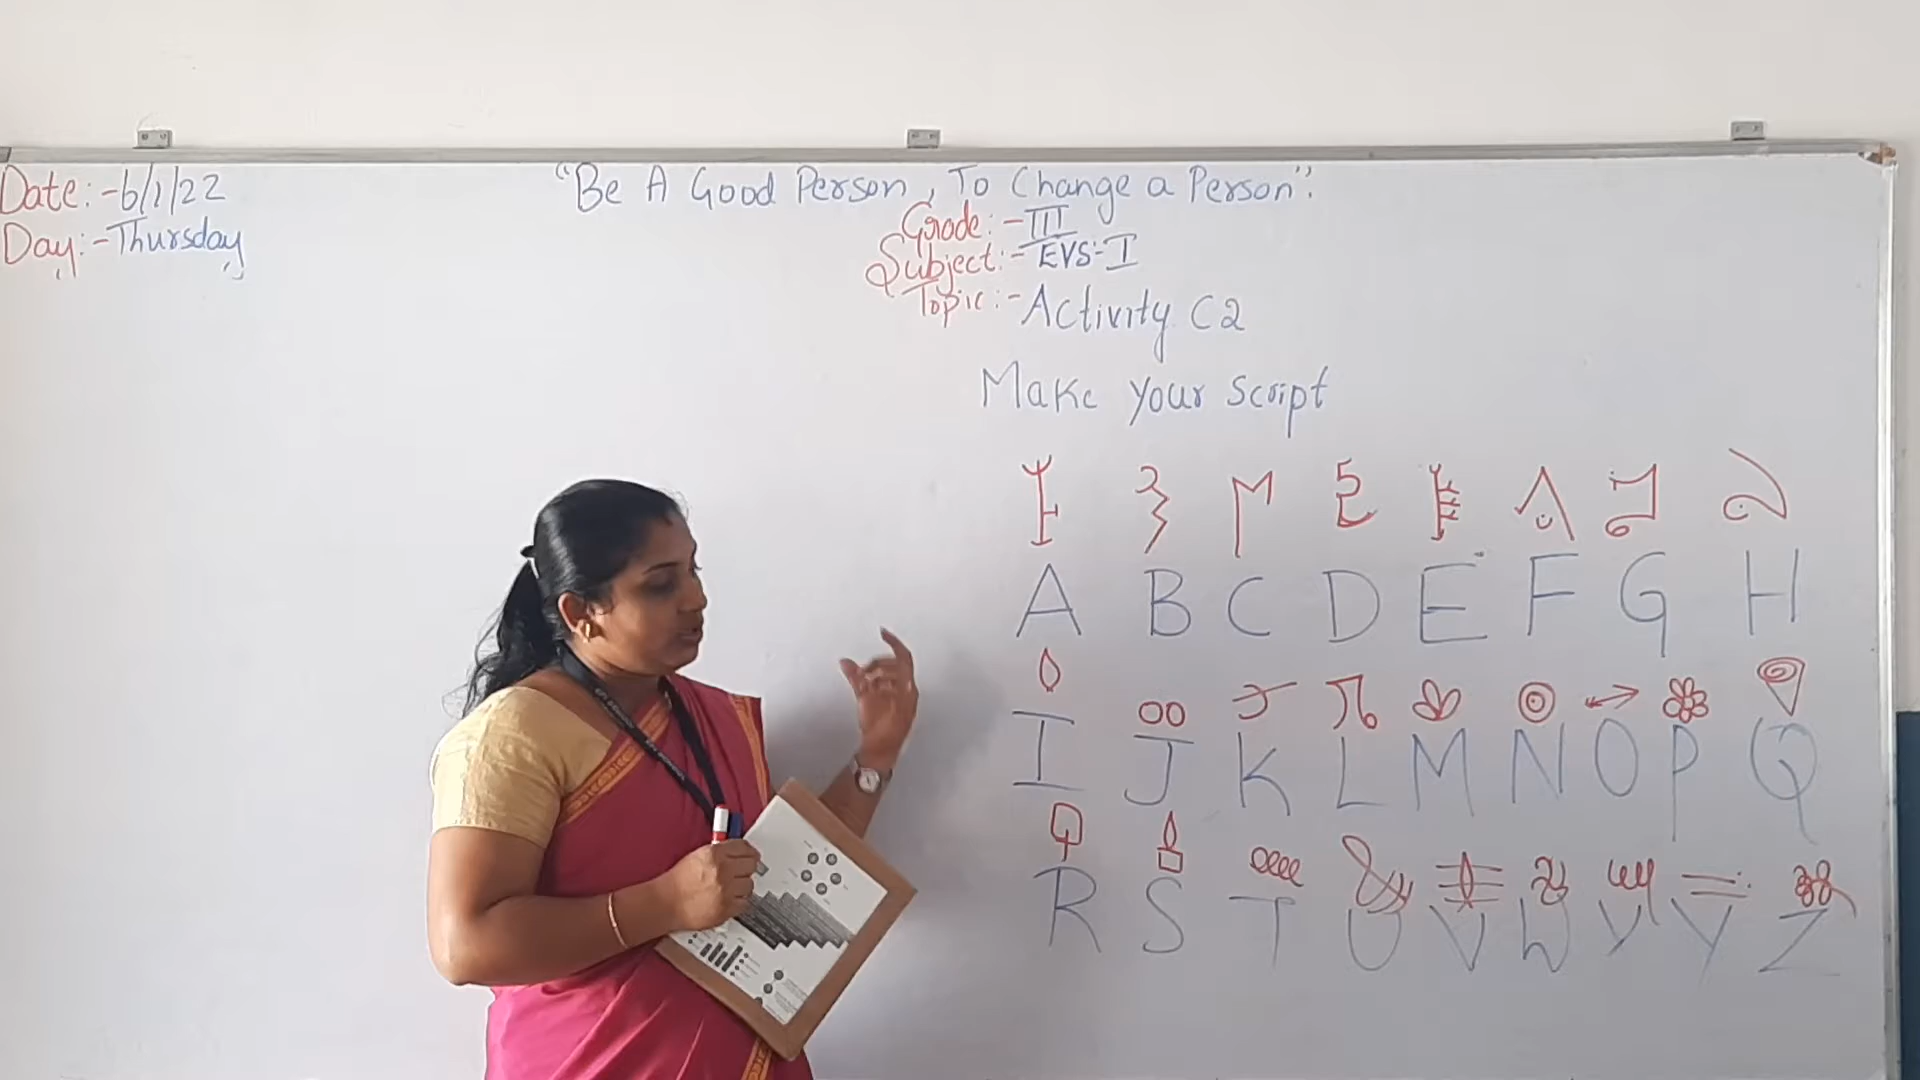 Date:-6/1/22
Day:-Thursday
"Be A Good Person, To Change a Person".
Grade:-III
Subject:-EVS-I
Topic:-Activity C2
Make your script
A B C D E F G H
I J K L M N O P Q
R S T U V W Y Y Z